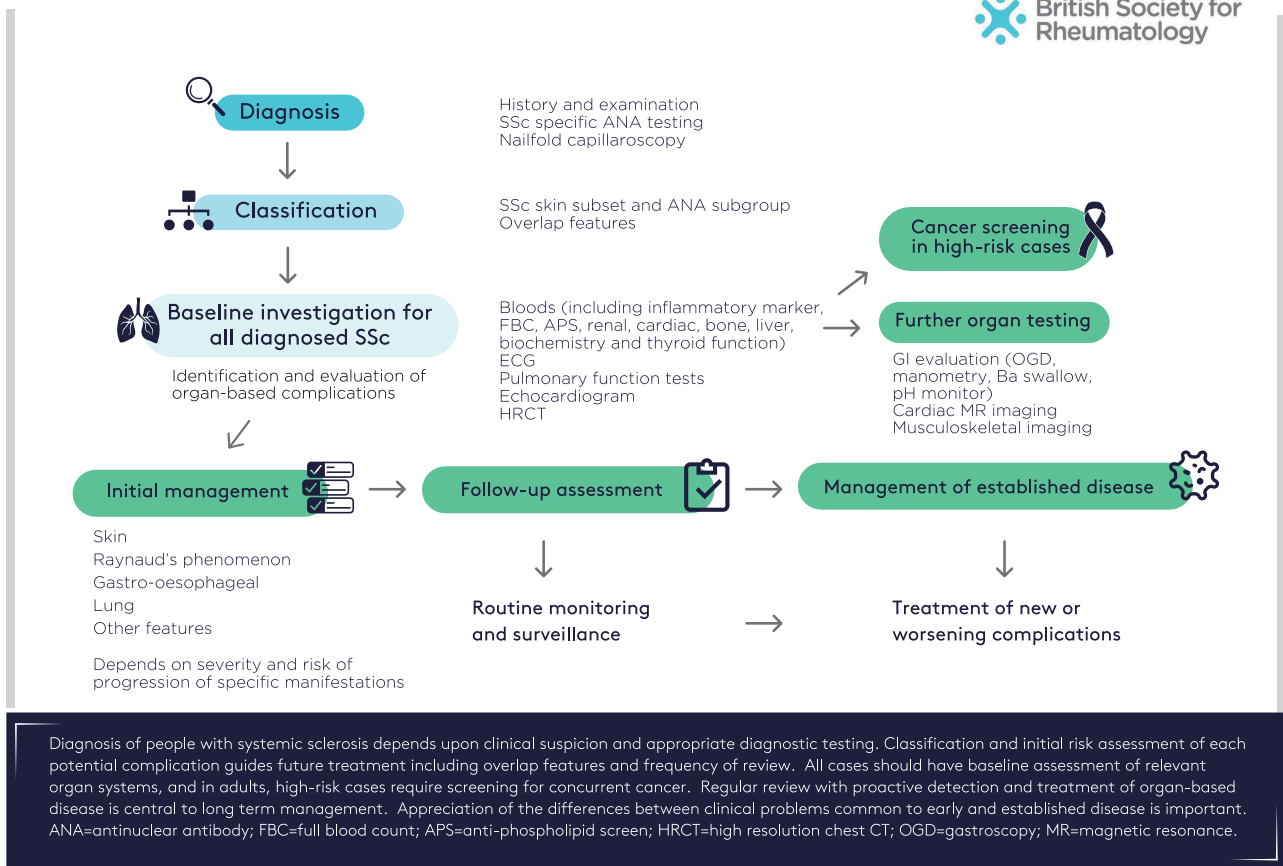 British Society for
Rheumatology
Diagnosis
History and examination
SSc specific ANA testing
Nailfold capillaroscopy
Classification
SSc skin subset and ANA subgroup
Overlap features
Cancer screening
in high-risk cases
Baseline investigation for
all diagnosed SSc
Identification and evaluation of
organ-based complications
Bloods (including inflammatory marker,
FBC, APS, renal, cardiac, bone, liver,
biochemistry and thyroid function)
ECG
Pulmonary function tests
Echocardiogram
HRCT
Further organ testing
GI evaluation (OGD,
manometry, Ba swallow,
pH monitor)
Cardiac MR imaging
Musculoskeletal imaging
Initial management
Follow-up assessment
Management of established disease
Skin
Raynaud's phenomenon
Gastro-oesophageal
Lung
Other features
Depends on severity and risk of
progression of specific manifestations
Routine monitoring
and surveillance
Treatment of new or
worsening complications
Diagnosis of people with systemic sclerosis depends upon clinical suspicion and appropriate diagnostic testing. Classification and initial risk assessment of each
potential complication guides future treatment including overlap features and frequency of review. All cases should have baseline assessment of relevant
organ systems, and in adults, high-risk cases require screening for concurrent cancer. Regular review with proactive detection and treatment of organ-based
disease is central to long term management. Appreciation of the differences between clinical problems common to early and established disease is important.
ANA=antinuclear antibody; FBC=full blood count; APS=anti-phospholipid screen; HRCT=high resolution chest CT; OGD=gastroscopy; MR=magnetic resonance.